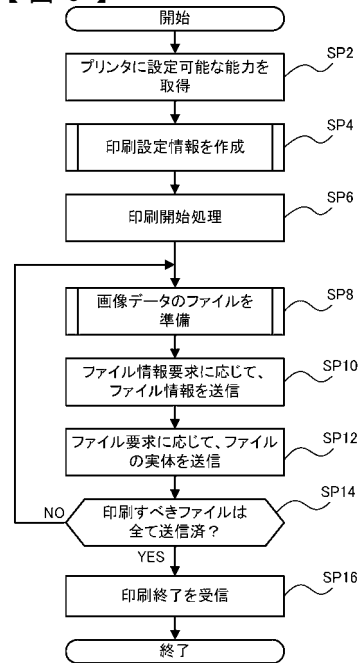 開始
プリンタに設定可能な能力を
取得
SP2
印刷設定情報を作成
SP4
印刷開始処理
SP6
画像データのファイルを
準備
SP8
ファイル情報要求に応じて、
ファイル情報を送信
SP10
ファイル要求に応じて、ファイル
の実体を送信
SP12
印刷すべきファイルは
全て送信済?
SP14
NO
YES
印刷終了を受信
SP16
終了